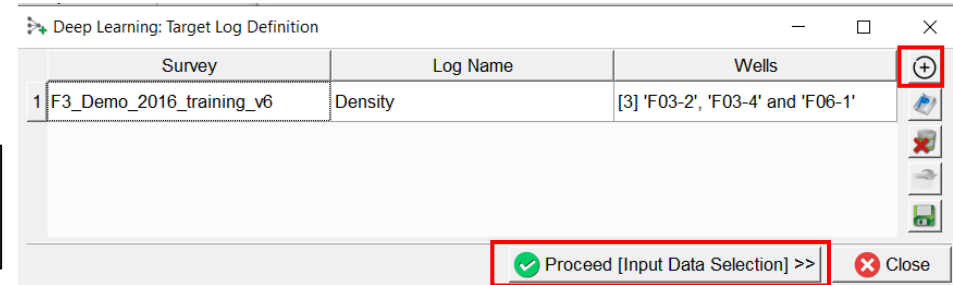 Deep Learning: Target Log Definition
Survey Log Name Wells
1 F3_Demo_2016_training_v6 Density [3] 'F03-2', 'F03-4' and 'F06-1'
Proceed [Input Data Selection] >> Close